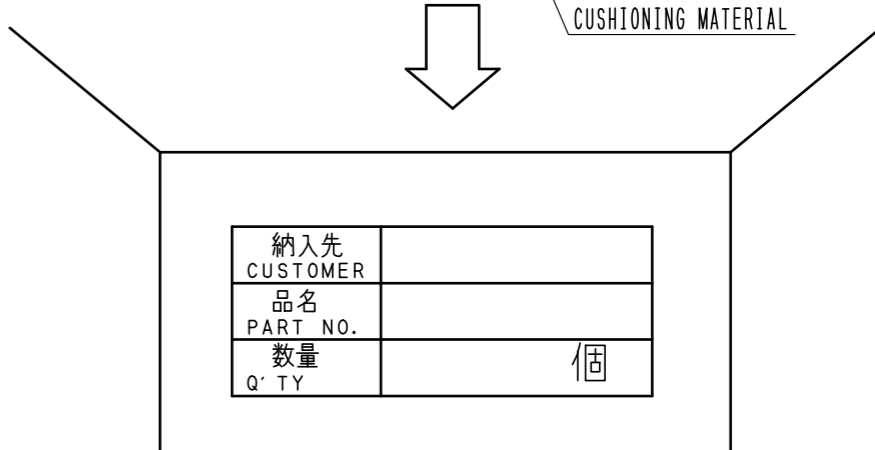 CUSHIONING MATERIAL
納入先
CUSTOMER
品名
PART NO.
数量
Q' TY
個